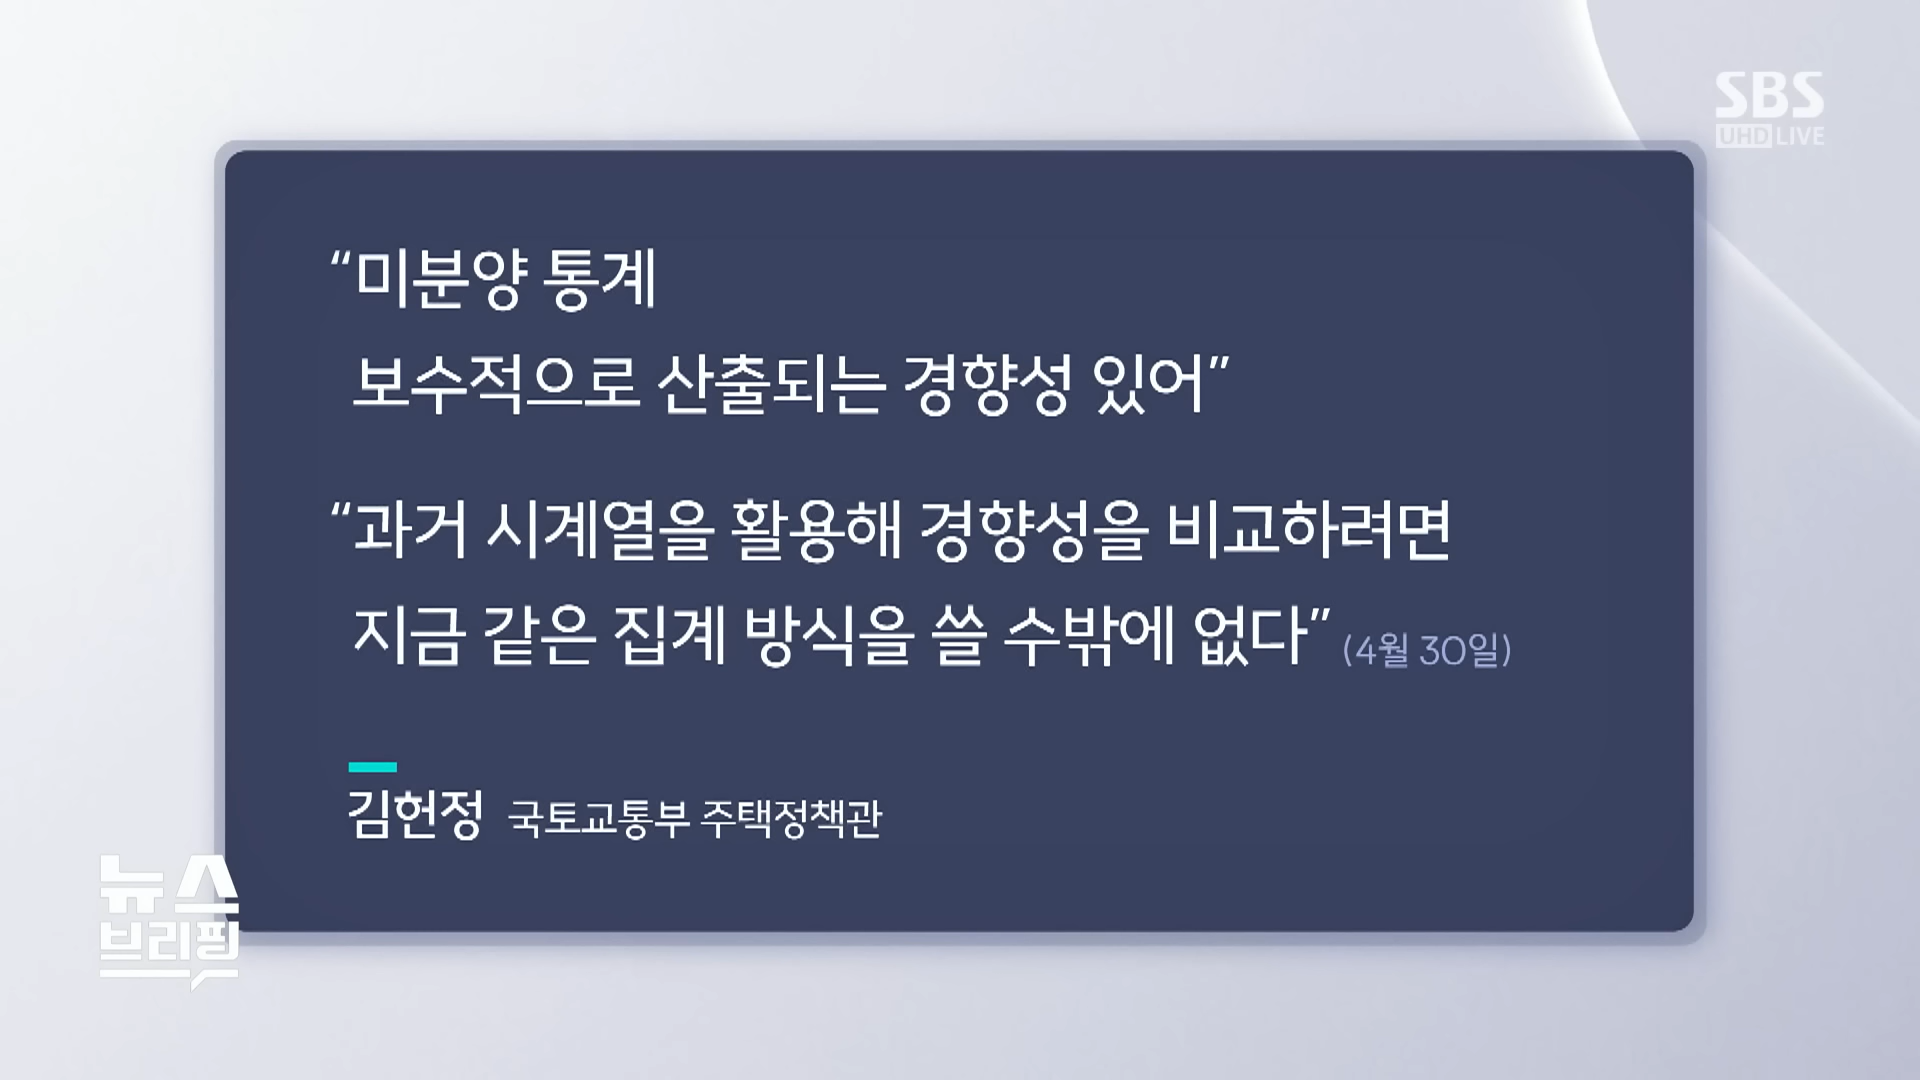 SBS
UHD LIVE
“미분양 통계
보수적으로 산출되는 경향성 있어”
“과거 시계열을 활용해 경향성을 비교하려면
지금 같은 집계 방식을 쓸 수밖에 없다” (4월 30일)
김헌정 국토교통부 주택정책관
뉴스
브리핑